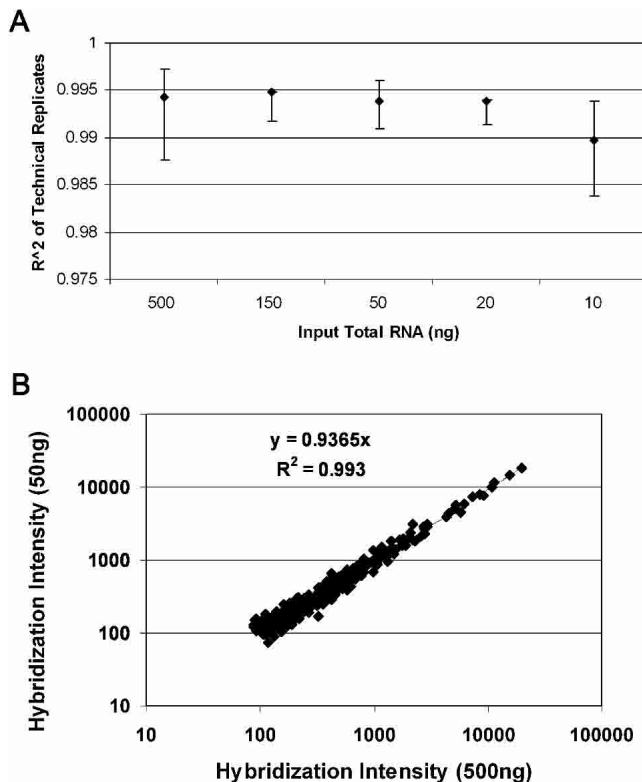 A
1
0.995
0.99
0.985
0.98
0.975
R^2 of Technical Replicates
500 150 50 20 10
Input Total RNA (ng)
B
100000
10000
1000
100
10
Hybridization Intensity (50ng)
y = 0.9365x
R² = 0.993
10 100 1000 10000 100000
Hybridization Intensity (500ng)